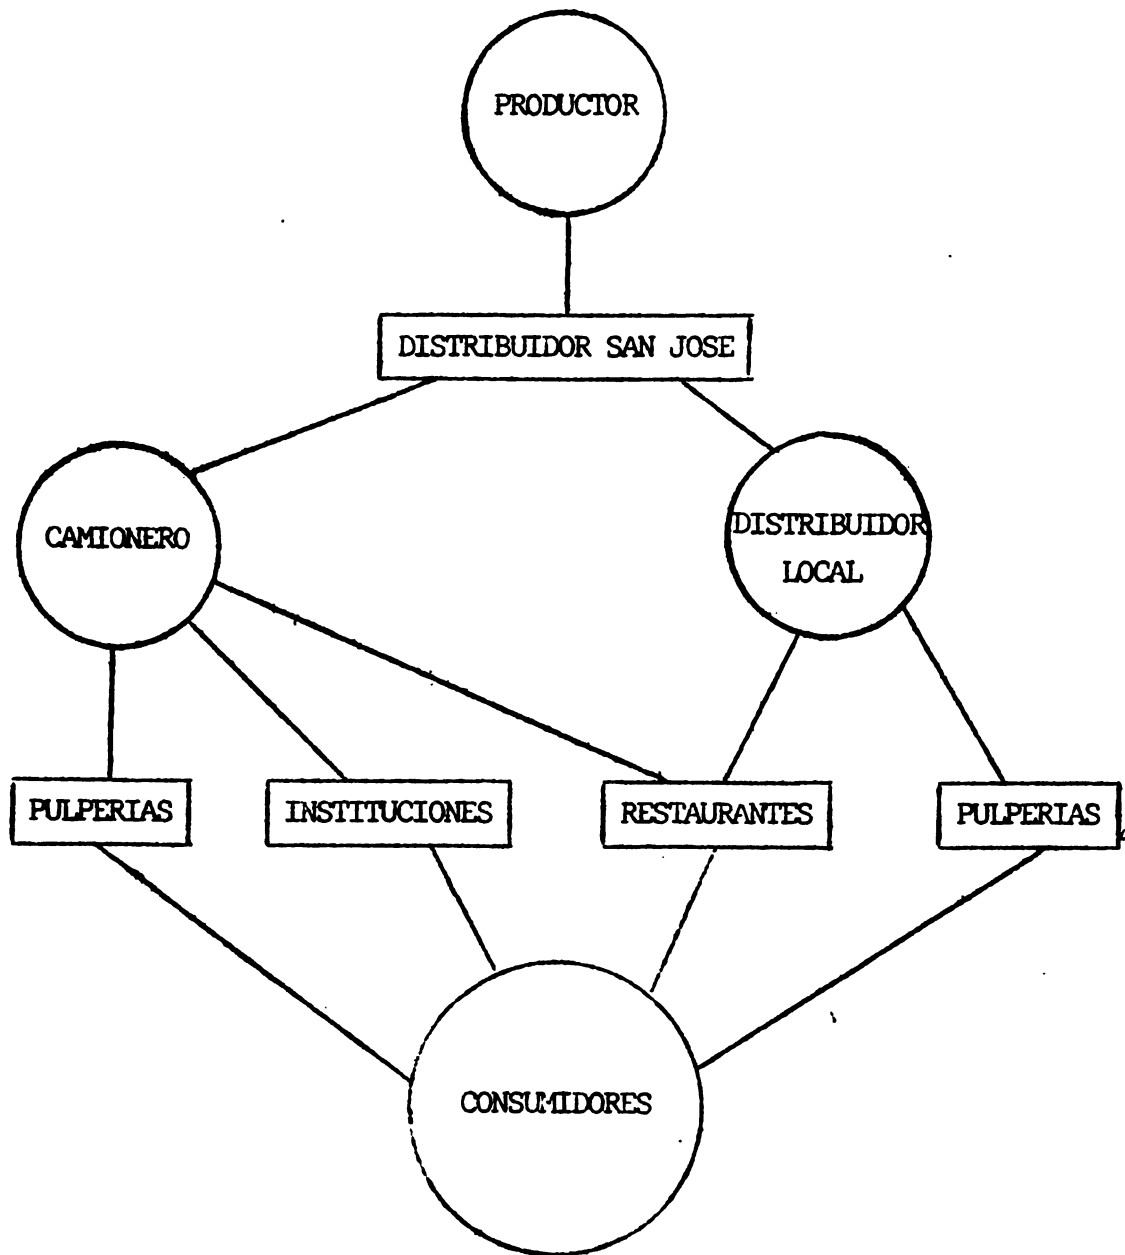 PRODUCTOR
DISTRIBUIDOR SAN JOSE
CAMIONERO
DISTRIBUIDOR
LOCAL
PULPERIAS
INSTITUCIONES
RESTAURANTES
PULPERIAS
CONSUMIDORES